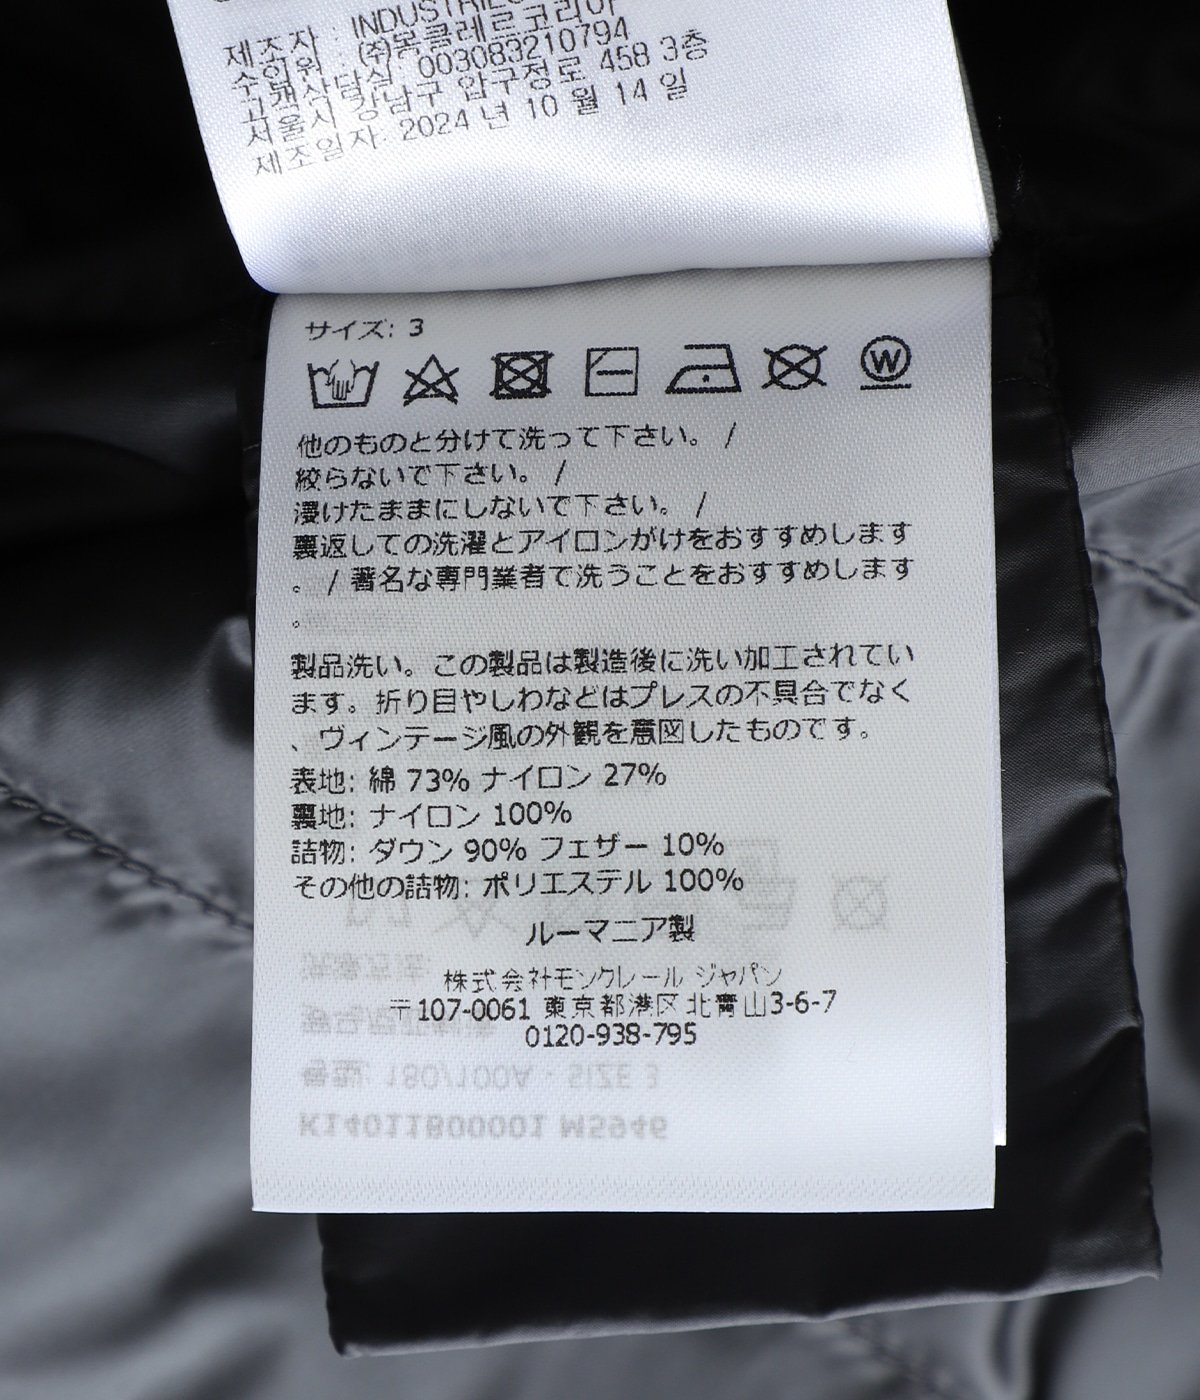 제조자 : INDUSTRIES
수입원 : (주)몽클레르코리아
고객상담실: 003083210794
서울시 강남구 압구정로 458 3층
제조일자: 2024 년 10 월 14 일
サイズ: 3
W
他のものと分けて洗って下さい。 /
絞らないで下さい。 /
浸けたままにしないで下さい。 /
裏返しての洗濯とアイロンがけをおすすめします
。 / 著名な専門業者で洗うことをおすすめします
。
製品洗い。この製品は製造後に洗い加工されてい
ます。折り目やしわなどはプレスの不具合でなく
、ヴィンテージ風の外観を意図したものです。
表地: 綿 73% ナイロン 27%
裏地: ナイロン 100%
詰物: ダウン 90% フェザー 10%
その他の詰物: ポリエステル 100%
ルーマニア製
株式会社モンクレール ジャパン
〒107-0061 東京都港区北青山3-6-7
0120-938-795
号型: 180/100A · SIZE 3
K14011800001 M5946